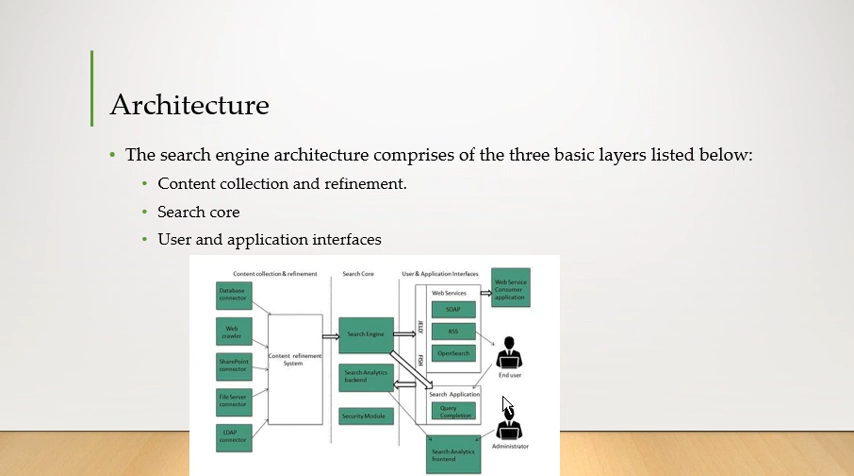 Architecture
• The search engine architecture comprises of the three basic layers listed below:
• Content collection and refinement.
• Search core
• User and application interfaces
Content collection & refinement
Search Core
User & Application Interfaces
Database
connector
Web
crawler
SharePoint
connector
File Server
connector
LDAP
connector
Content refinement
System
Search Engine
Search Analytics
backend
Security Module
Web Services
SOAP
RSS
OpenSearch
Search Application
Query
Completion
Search Analytics
frontend
Web Service
Consumer
application
End user
Administrator